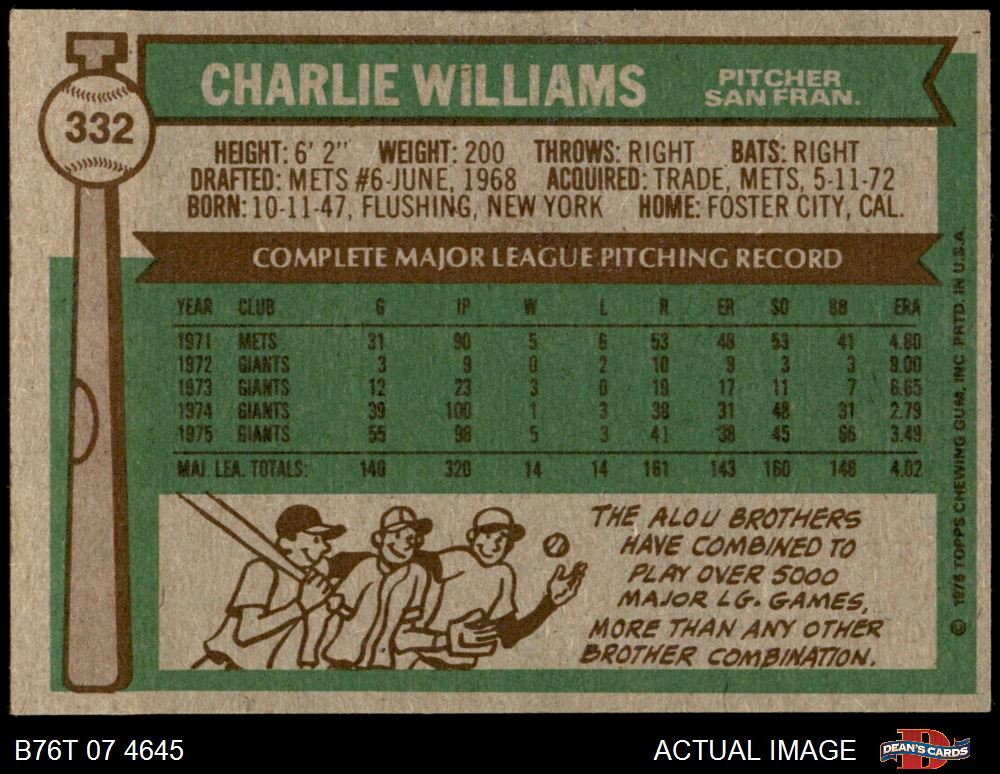 332
CHARLIE WILLIAMS PITCHER
SAN FRAN.
HEIGHT: 6' 2" WEIGHT: 200 THROWS: RIGHT BATS: RIGHT
DRAFTED: METS #6-JUNE, 1968 ACQUIRED: TRADE, METS, 5-11-72
BORN: 10-11-47, FLUSHING, NEW YORK HOME: FOSTER CITY, CAL.
COMPLETE MAJOR LEAGUE PITCHING RECORD
YEAR CLUB G IP W L R ER SO BB ERA
1971 METS 31 90 5 6 53 48 53 41 4.80
1972 GIANTS 3 9 0 2 10 9 3 3 9.00
1973 GIANTS 12 23 3 0 19 17 11 7 6.65
1974 GIANTS 39 100 1 3 38 31 48 31 2.79
1975 GIANTS 55 98 5 3 41 38 45 66 3.49
MAJ. LEA. TOTALS: 140 320 14 14 161 143 160 148 4.02
THE ALOU BROTHERS
HAVE COMBINED TO
PLAY OVER 5000
MAJOR LG. GAMES,
MORE THAN ANY OTHER
BROTHER COMBINATION.
© 1976 TOPPS CHEWING GUM, INC. PRTD. IN U.S.A.
B76T 07 4645 ACTUAL IMAGE DEAN'S CARDS